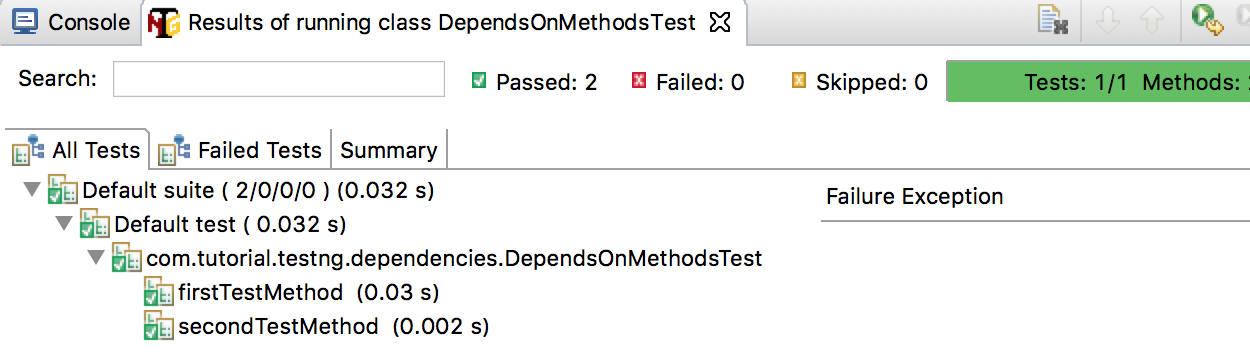 Console
Results of running class DependsOnMethodsTest
Search:
Passed: 2
Failed: 0
Skipped: 0
Tests: 1/1 Methods:
All Tests
Failed Tests
Summary
Default suite ( 2/0/0/0 ) (0.032 s)
Failure Exception
Default test ( 0.032 s)
com.tutorial.testng.dependencies.DependsOnMethodsTest
firstTestMethod (0.03 s)
secondTestMethod (0.002 s)